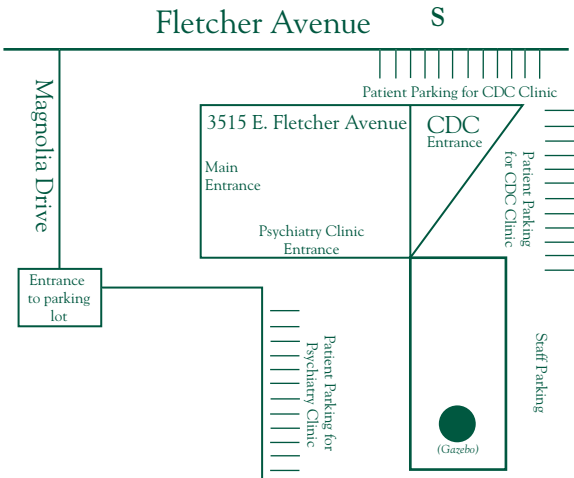 Fletcher Avenue
S
Magnolia Drive
Patient Parking for CDC Clinic
3515 E. Fletcher Avenue
CDC
Entrance
Main
Entrance
Patient Parking
for CDC Clinic
Psychiatry Clinic
Entrance
Entrance
to parking
lot
Patient Parking for
Psychiatry Clinic
Staff Parking
(Gazebo)